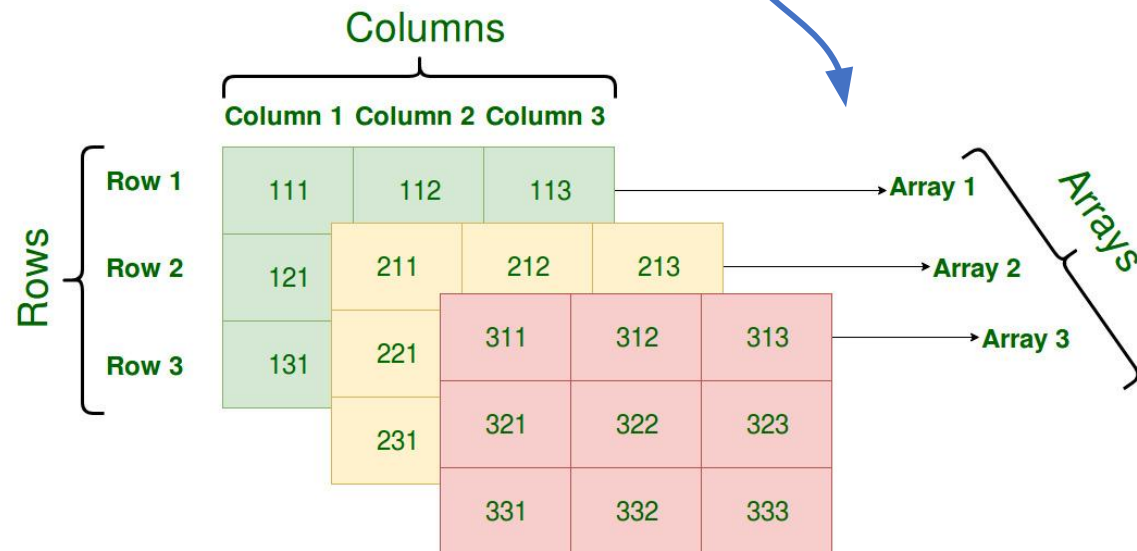 Columns
Column 1 Column 2 Column 3
Rows
Row 1
111 112 113
Array 1
Arrays
Row 2
121
211 212 213
Array 2
Row 3
131
221
311 312 313
Array 3
231
321 322 323
331 332 333